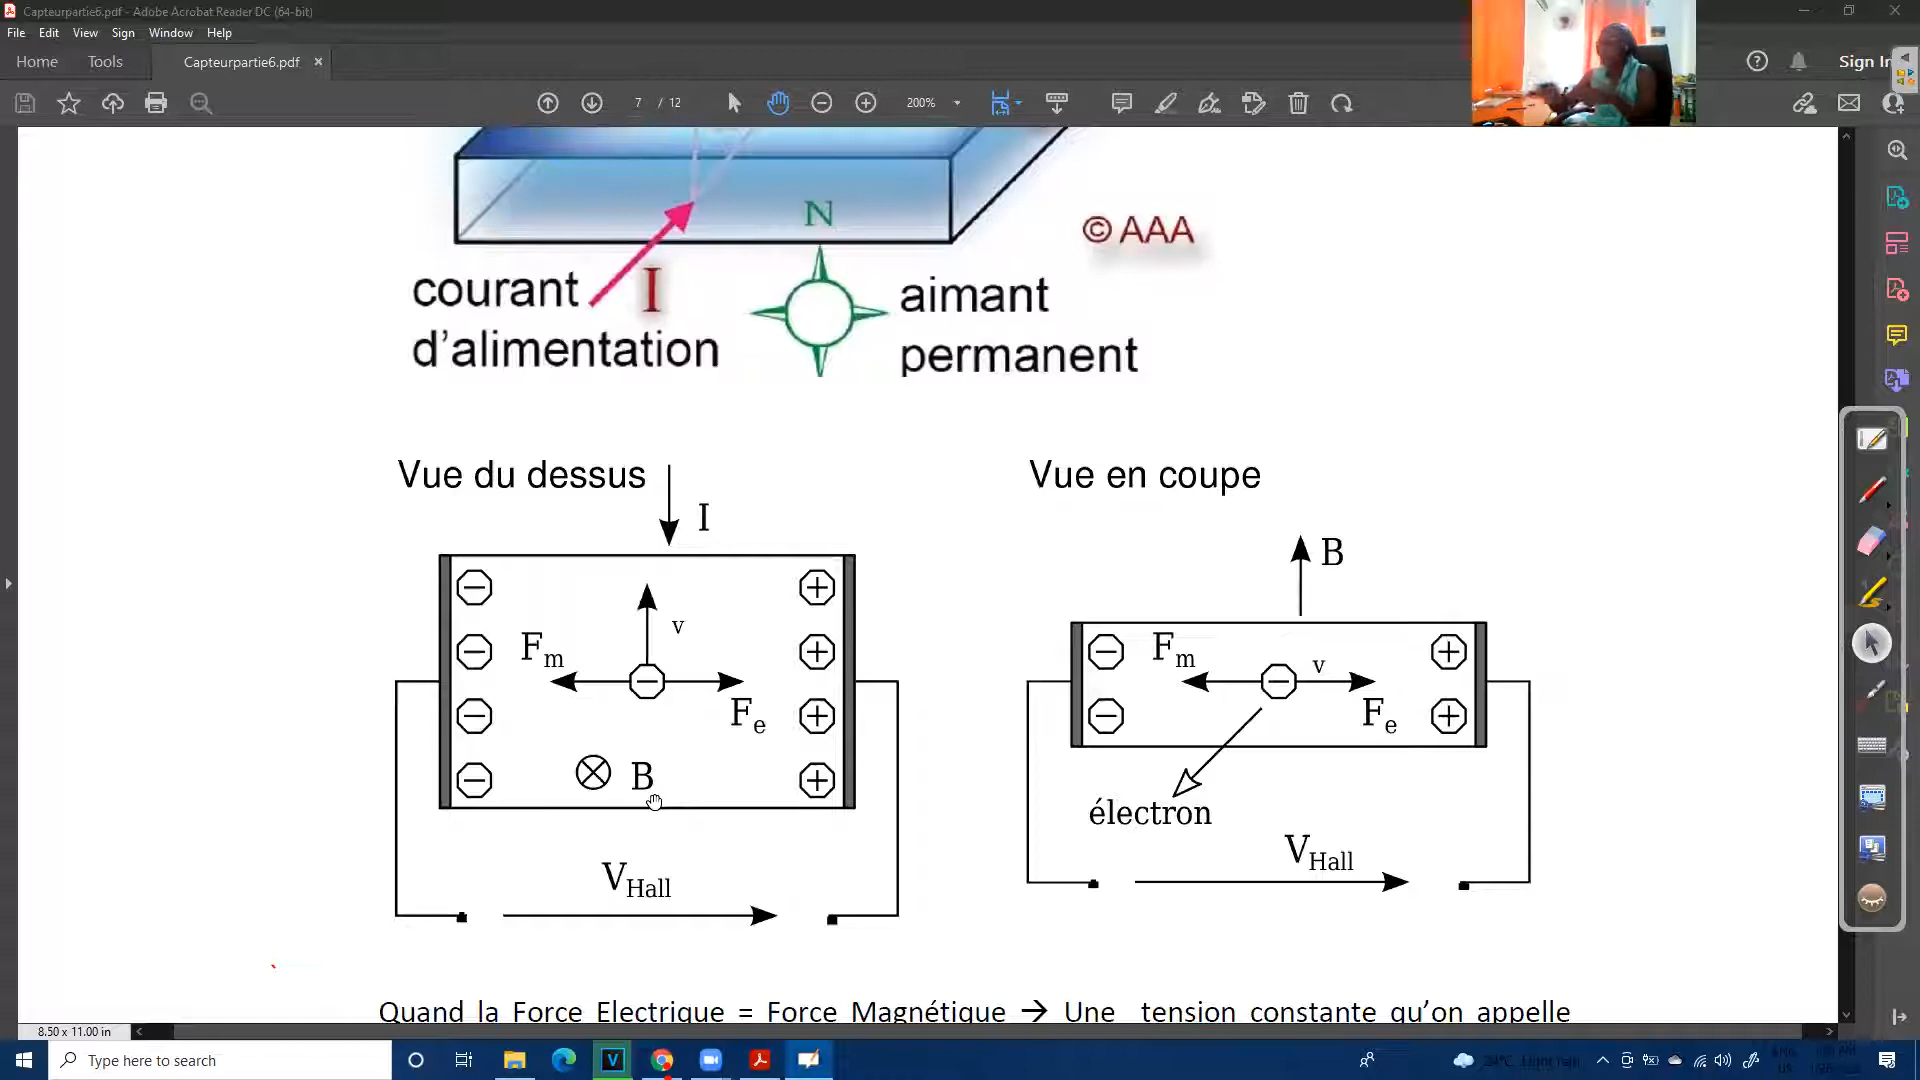 Capteurpartie6.pdf - Adobe Acrobat Reader DC (64-bit)
File Edit View Sign Window Help
Home Tools Capteurpartie6.pdf × Sign In
7 / 12 200%
N
© AAA
courant I aimant
d'alimentation permanent
Vue du dessus Vue en coupe
I
B
v
Fm Fm v
Fe Fe
B
électron
VHall VHall
Quand la Force Electrique = Force Magnétique → Une tension constante qu'on appelle
8.50 x 11.00 in
Type here to search